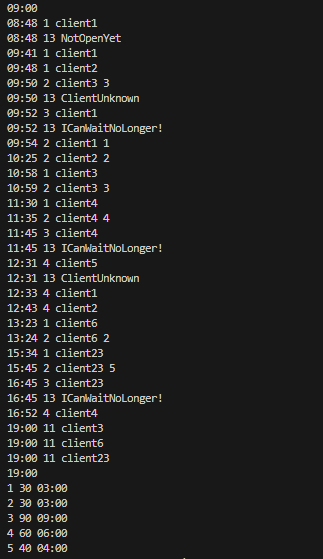 09:00
08:48 1 client1
08:48 13 NotOpenYet
09:41 1 client1
09:48 1 client2
09:50 2 client3 3
09:50 13 ClientUnknown
09:52 3 client1
09:52 13 ICanWaitNoLonger!
09:54 2 client1 1
10:25 2 client2 2
10:58 1 client3
10:59 2 client3 3
11:30 1 client4
11:35 2 client4 4
11:45 3 client4
11:45 13 ICanWaitNoLonger!
12:31 4 client5
12:31 13 ClientUnknown
12:33 4 client1
12:43 4 client2
13:23 1 client6
13:24 2 client6 2
15:34 1 client23
15:45 2 client23 5
16:45 3 client23
16:45 13 ICanWaitNoLonger!
16:52 4 client4
19:00 11 client3
19:00 11 client6
19:00 11 client23
19:00
1 30 03:00
2 30 03:00
3 90 09:00
4 60 06:00
5 40 04:00